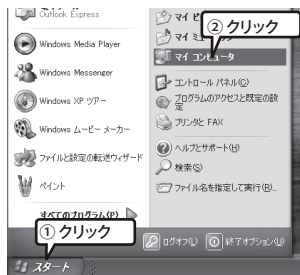 Outlook Express
Windows Media Player
Windows Messenger
Windows XP ツアー
Windows ムービー メーカー
ファイルと設定の転送ウィザード
ペイント
すべてのプログラム(P)
① クリック
スタート
マイ
② クリック
マイ
マイ コンピュータ
コントロール パネル(C)
プログラムのアクセスと既定の設
定
プリンタと FAX
ヘルプとサポート(H)
検索(S)
ファイル名を指定して実行(R)...
ログオフ(L)
終了オプション(U)